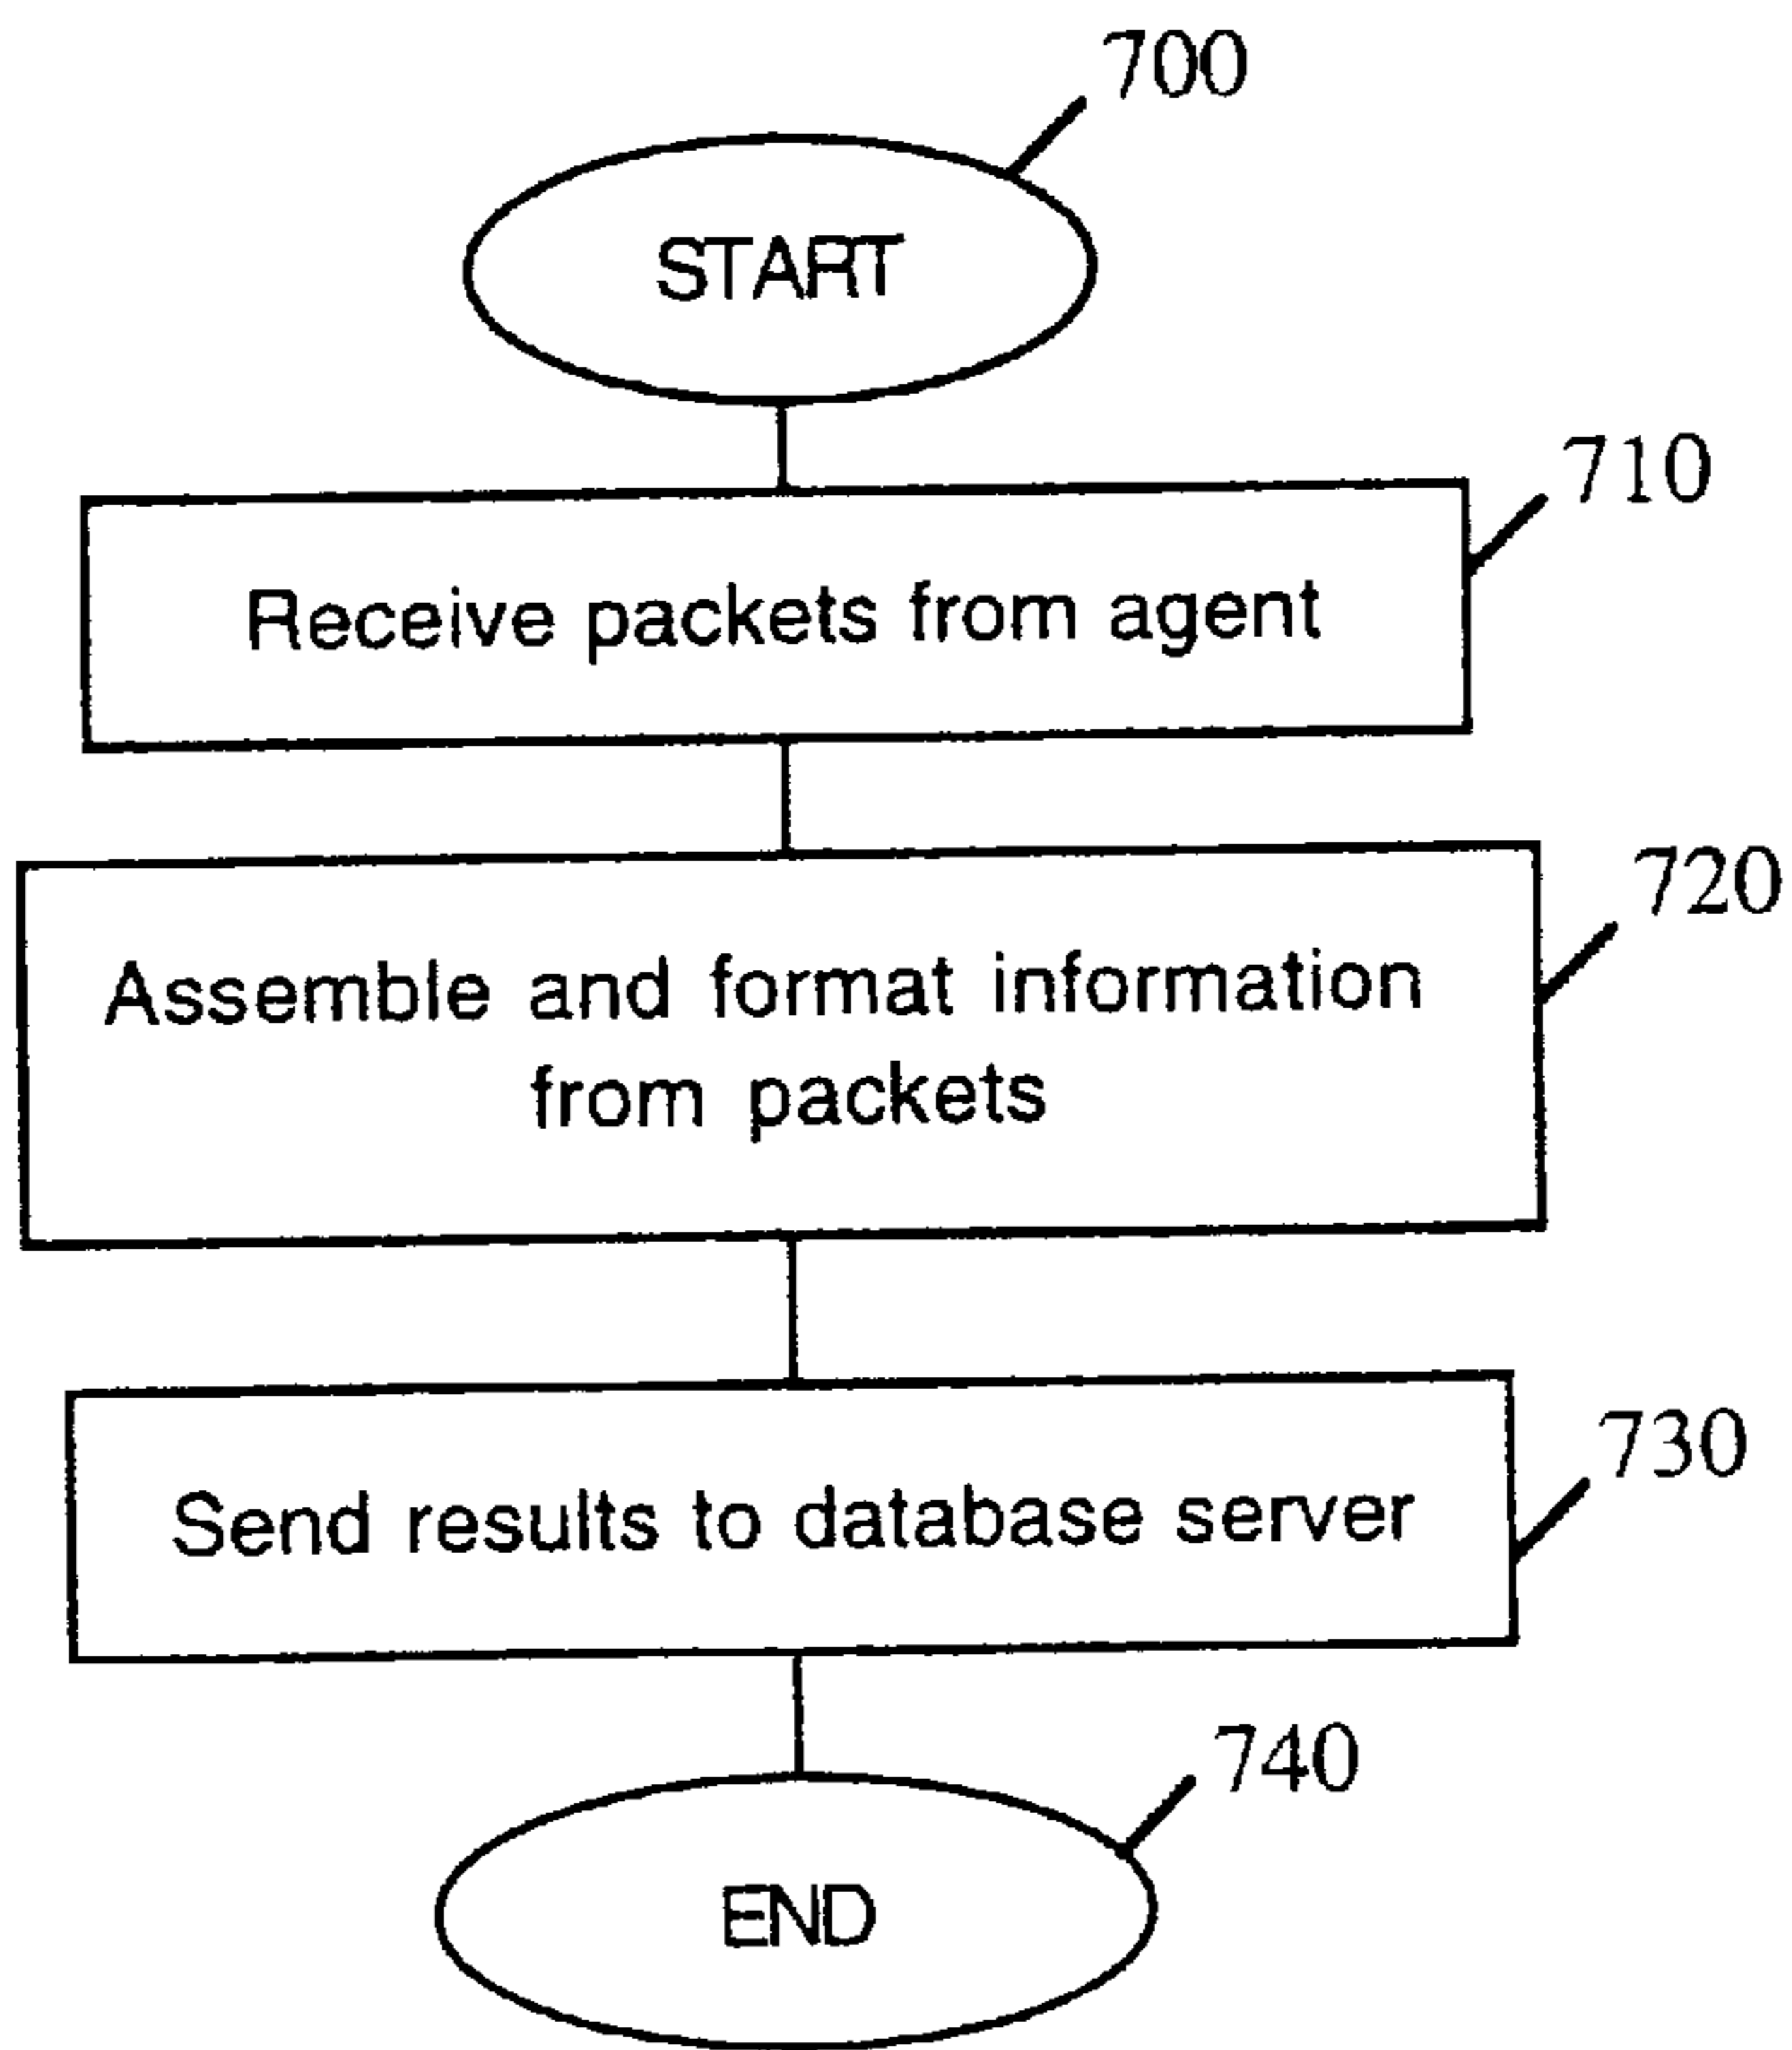 700
START
710
Receive packets from agent
720
Assemble and format information
from packets
730
Send results to database server
740
END